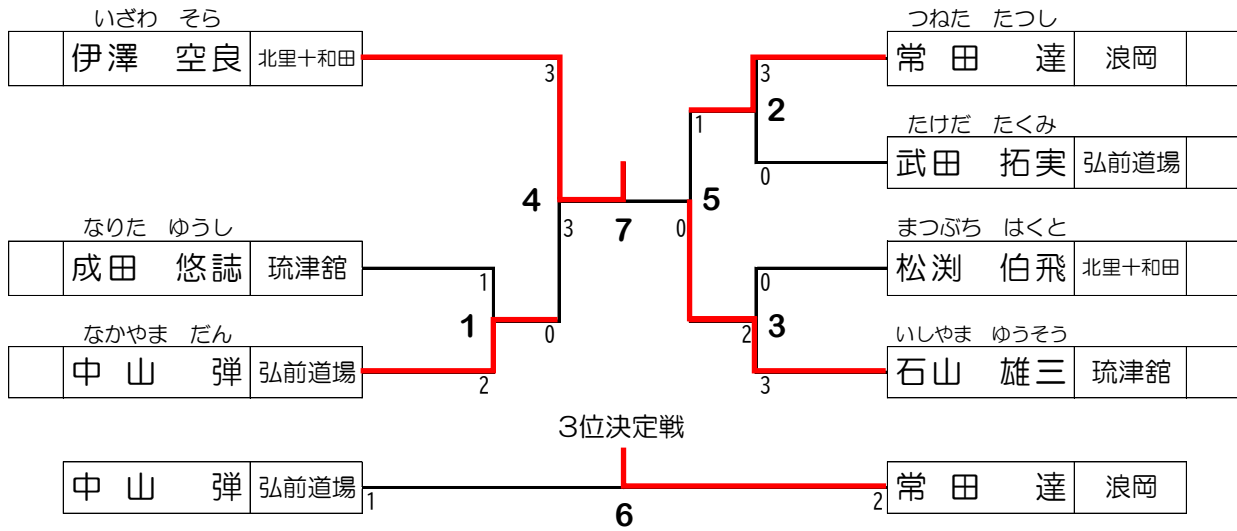 いざわ そら
伊澤 空良 北里十和田
3
なりた ゆうし
成田 悠誌 琉津舘
1
なかやま だん
中山 弾 弘前道場
2
1
0
4
3
7
0
5
1
つねた たつし
常田 達 浪岡
3
2
たけだ たくみ
武田 拓実 弘前道場
0
まつぶち はくと
松渕 伯飛 北里十和田
0
3
2
いしやま ゆうそう
石山 雄三 琉津舘
3
3位決定戦
中山 弾 弘前道場
1
6
2
常田 達 浪岡